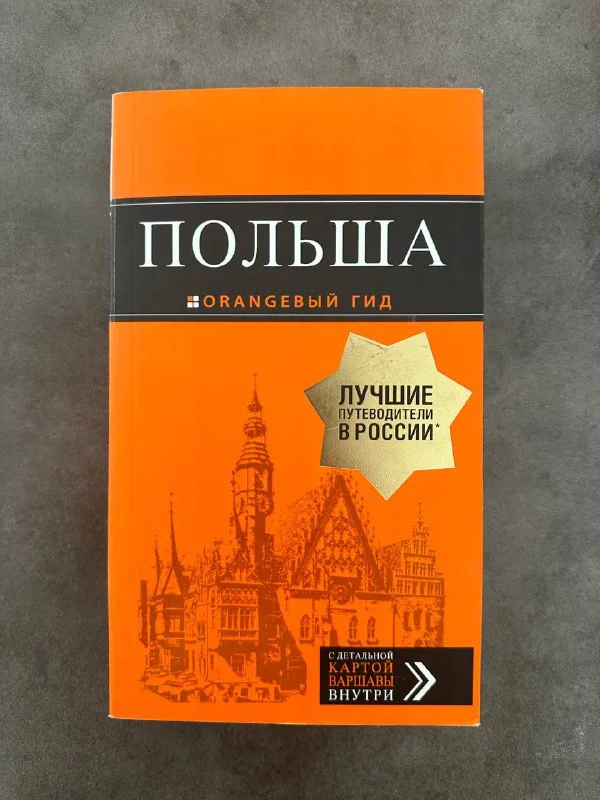 ПОЛЬША
ORANGEВЫЙ ГИД
ЛУЧШИЕ
ПУТЕВОДИТЕЛИ
В РОССИИ*
С ДЕТАЛЬНОЙ
КАРТОЙ
ВАРШАВЫ
ВНУТРИ